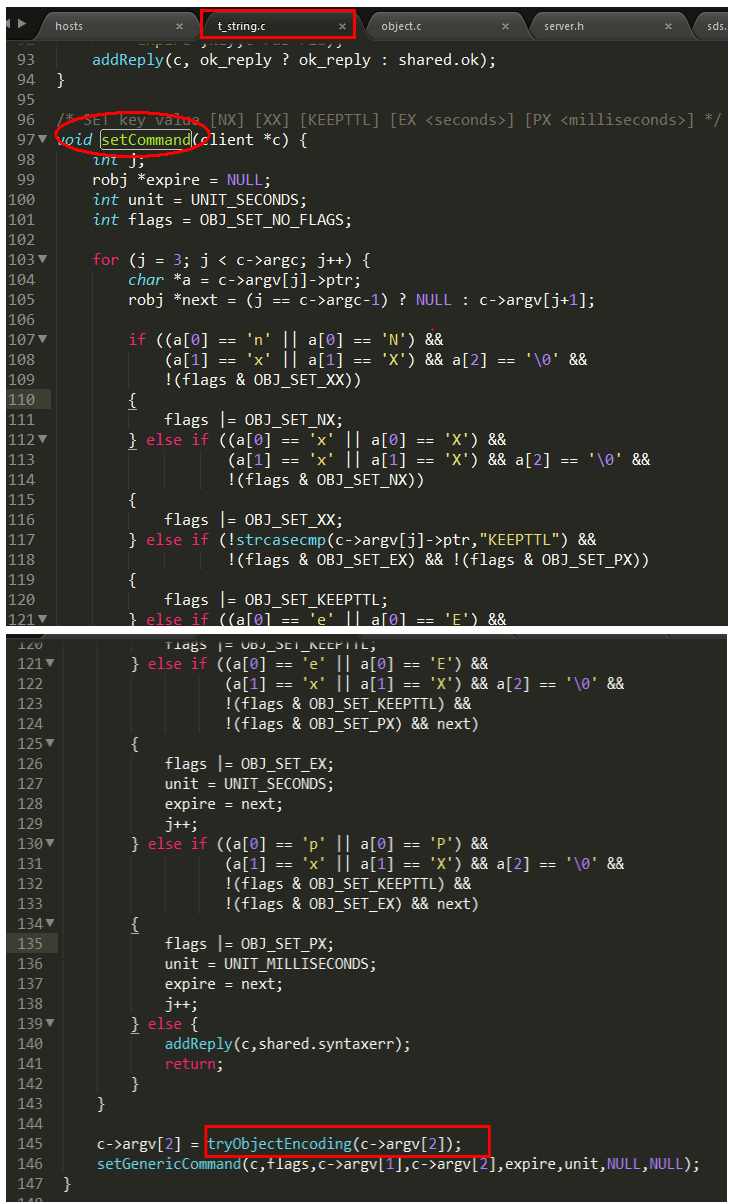 hosts × t_string.c × object.c × server.h × sds.
93 addReply(c, ok_reply ? ok_reply : shared.ok);
94 }
95
96 /* SET key value [NX] [XX] [KEEPTTL] [EX <seconds>] [PX <milliseconds>] */
97 void setCommand(client *c) {
98 int j;
99 robj *expire = NULL;
100 int unit = UNIT_SECONDS;
101 int flags = OBJ_SET_NO_FLAGS;
102
103 for (j = 3; j < c->argc; j++) {
104 char *a = c->argv[j]->ptr;
105 robj *next = (j == c->argc-1) ? NULL : c->argv[j+1];
106
107 if ((a[0] == 'n' || a[0] == 'N') &&
108 (a[1] == 'x' || a[1] == 'X') && a[2] == '\0' &&
109 !(flags & OBJ_SET_XX))
110 {
111 flags |= OBJ_SET_NX;
112 } else if ((a[0] == 'x' || a[0] == 'X') &&
113 (a[1] == 'x' || a[1] == 'X') && a[2] == '\0' &&
114 !(flags & OBJ_SET_NX))
115 {
116 flags |= OBJ_SET_XX;
117 } else if (!strcasecmp(c->argv[j]->ptr,"KEEPTTL") &&
118 !(flags & OBJ_SET_EX) && !(flags & OBJ_SET_PX))
119 {
120 flags |= OBJ_SET_KEEPTTL;
121 } else if ((a[0] == 'e' || a[0] == 'E') &&
120 flags |= OBJ_SET_KEEPTTL;
121 } else if ((a[0] == 'e' || a[0] == 'E') &&
122 (a[1] == 'x' || a[1] == 'X') && a[2] == '\0' &&
123 !(flags & OBJ_SET_KEEPTTL) &&
124 !(flags & OBJ_SET_PX) && next)
125 {
126 flags |= OBJ_SET_EX;
127 unit = UNIT_SECONDS;
128 expire = next;
129 j++;
130 } else if ((a[0] == 'p' || a[0] == 'P') &&
131 (a[1] == 'x' || a[1] == 'X') && a[2] == '\0' &&
132 !(flags & OBJ_SET_KEEPTTL) &&
133 !(flags & OBJ_SET_EX) && next)
134 {
135 flags |= OBJ_SET_PX;
136 unit = UNIT_MILLISECONDS;
137 expire = next;
138 j++;
139 } else {
140 addReply(c,shared.syntaxerr);
141 return;
142 }
143 }
144
145 c->argv[2] = tryObjectEncoding(c->argv[2]);
146 setGenericCommand(c,flags,c->argv[1],c->argv[2],expire,unit,NULL,NULL);
147 }